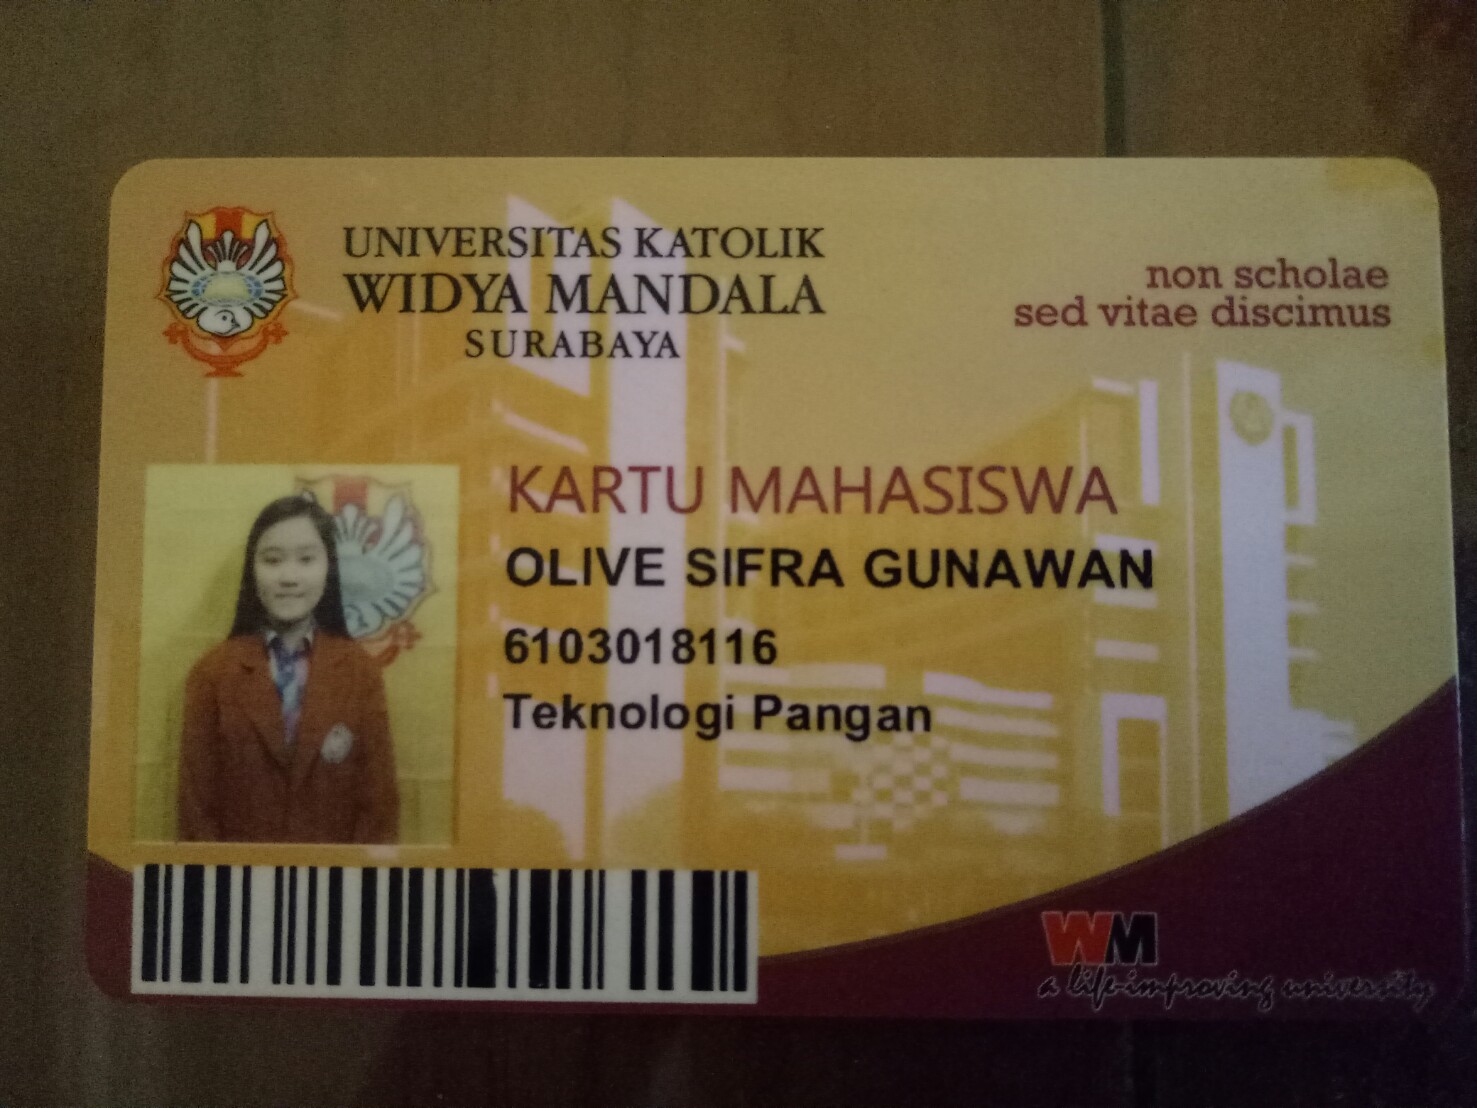 UNIVERSITAS KATOLIK
WIDYA MANDALA
SURABAYA
non scholae
sed vitae discimus
KARTU MAHASISWA
OLIVE SIFRA GUNAWAN
6103018116
Teknologi Pangan
WM
a life-improving university